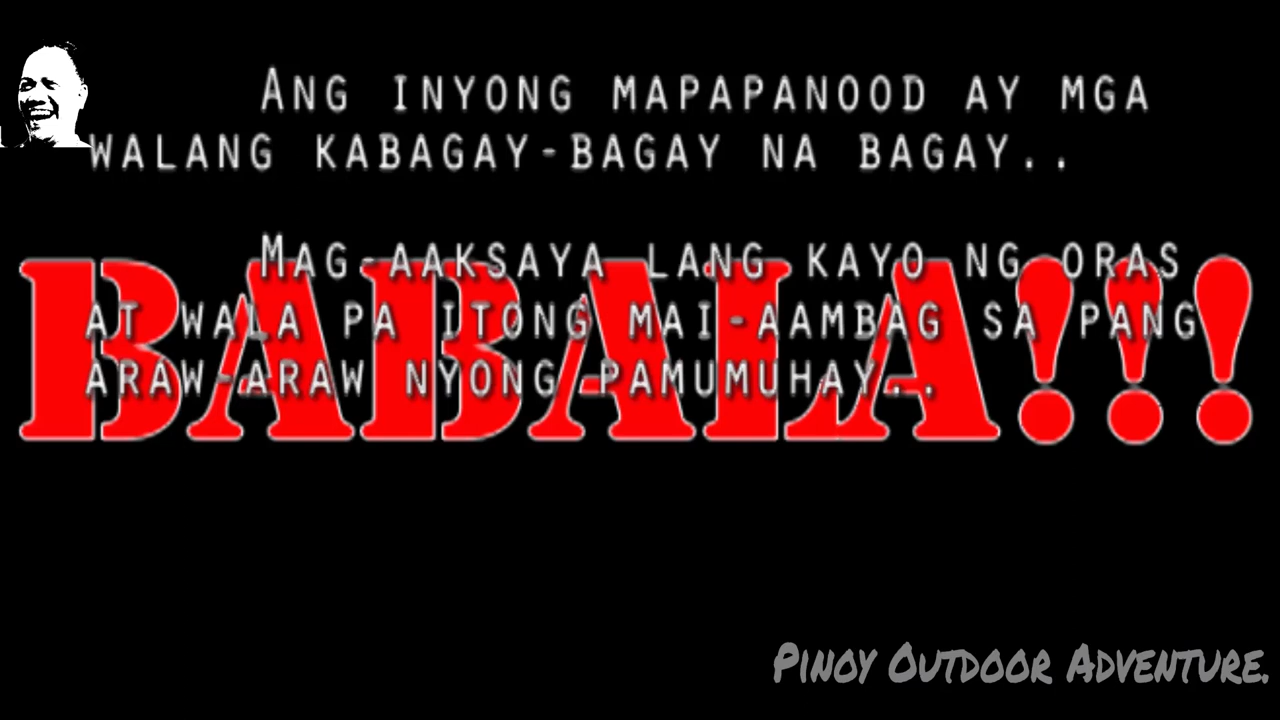 Ang inyong mapapanood ay mga
walang kabagay-bagay na bagay..
Mag-aaksaya lang kayo ng oras
at wala pa itong mai-aambag sa pang
araw-araw nyong pamumuhay..
BABALA!!!
Pinoy Outdoor Adventure.